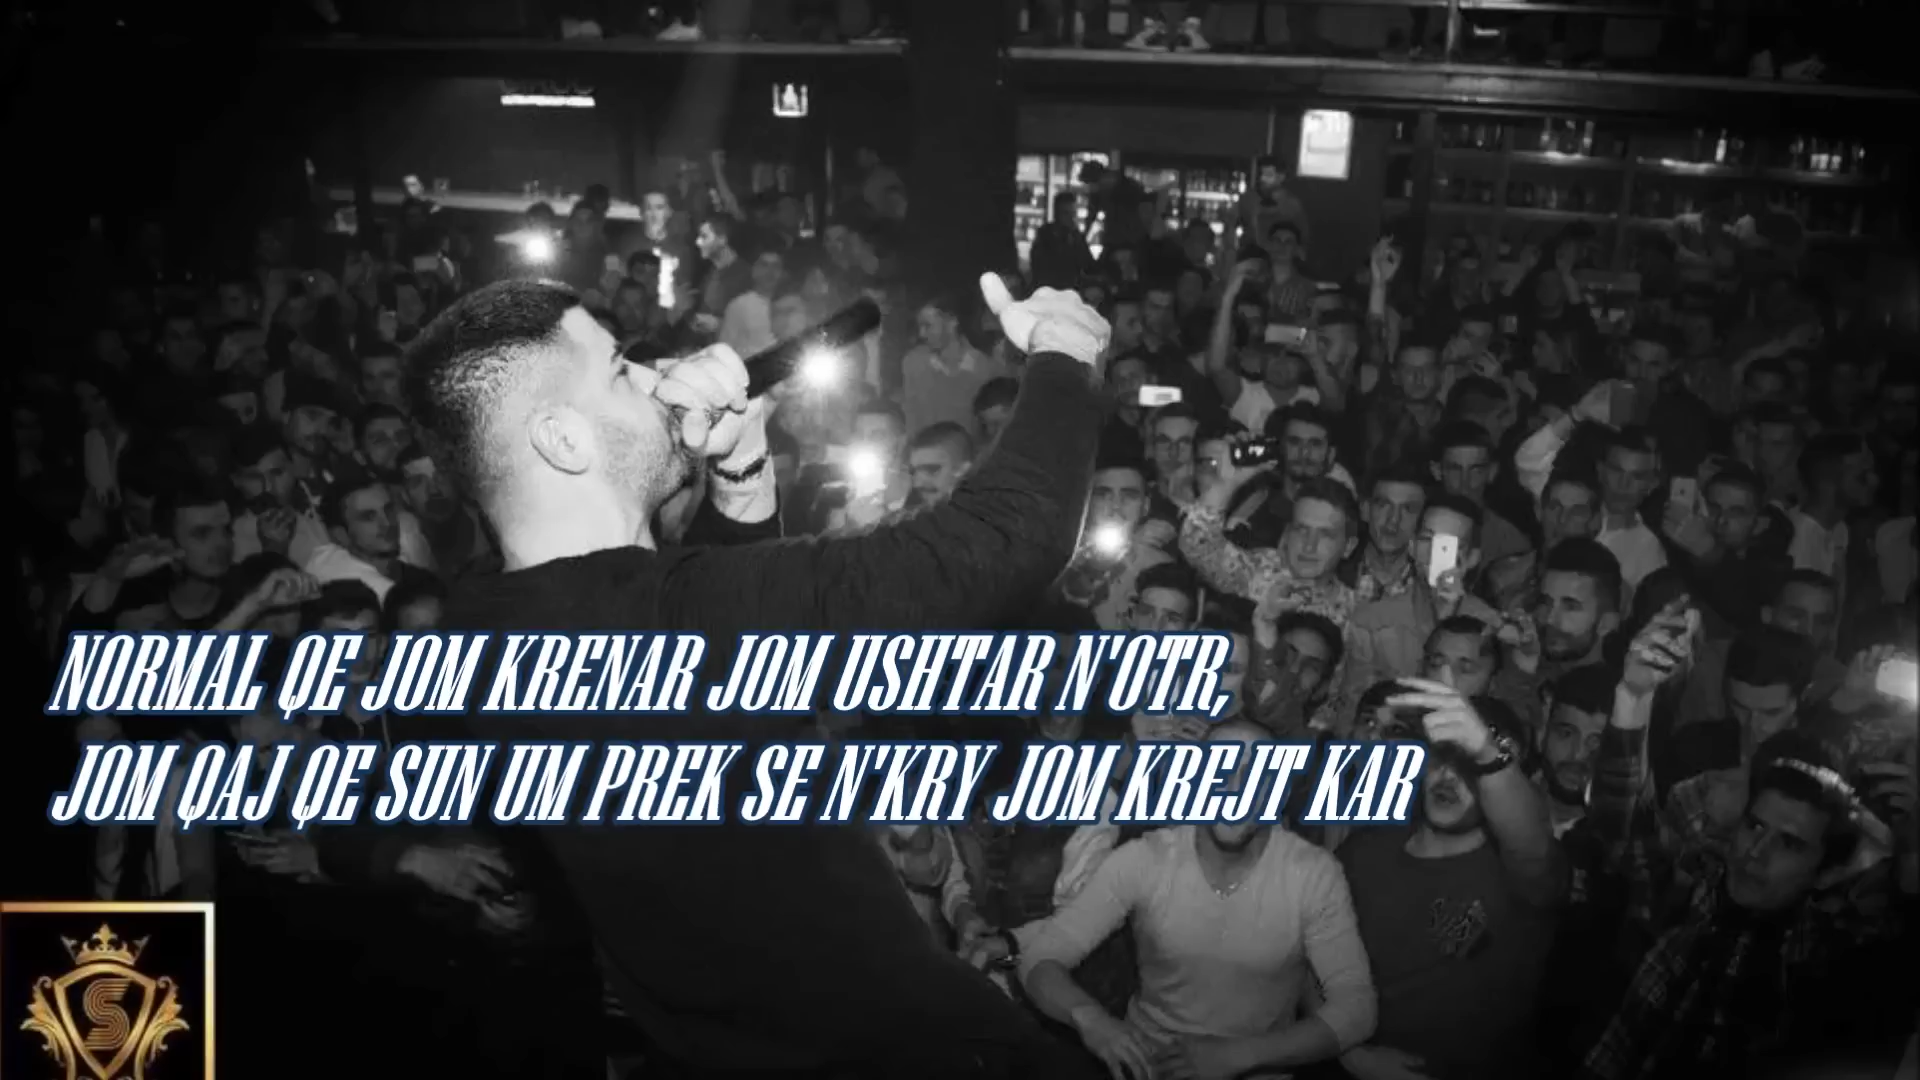 NORMAL QE JOM KRENAR JOM USHTAR N'OTR,
JOM QAJ QE SUN UM PREK SE N'KRY JOM KREJT KAR
S